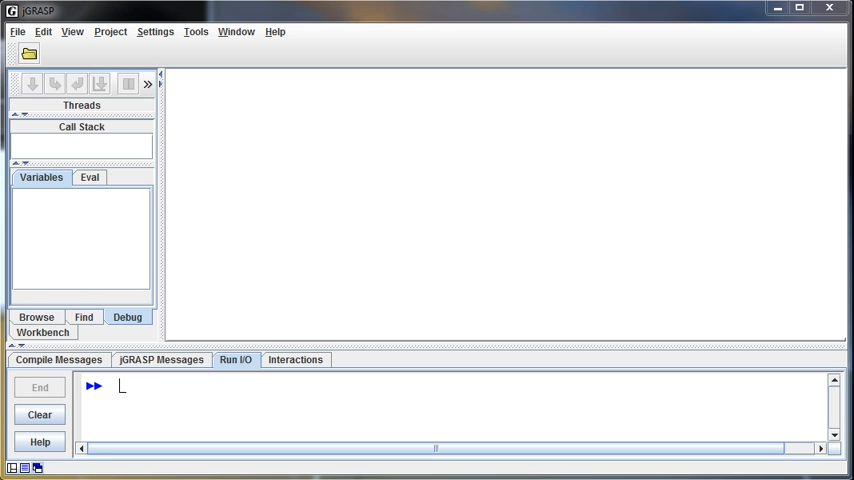 jGRASP
File Edit View Project Settings Tools Window Help
Threads
Call Stack
Variables Eval
Browse Find Debug
Workbench
Compile Messages jGRASP Messages Run I/O Interactions
End
Clear
Help